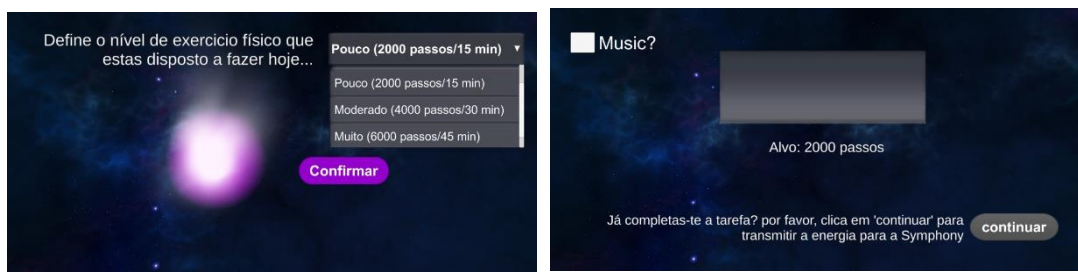 Define o nível de exercicio físico que
estas disposto a fazer hoje...
Pouco (2000 passos/15 min)
Pouco (2000 passos/15 min)
Moderado (4000 passos/30 min)
Muito (6000 passos/45 min)
Confirmar
Music?
Alvo: 2000 passos
Já completas-te a tarefa? por favor, clica em 'continuar' para
transmitir a energia para a Symphony
continuar